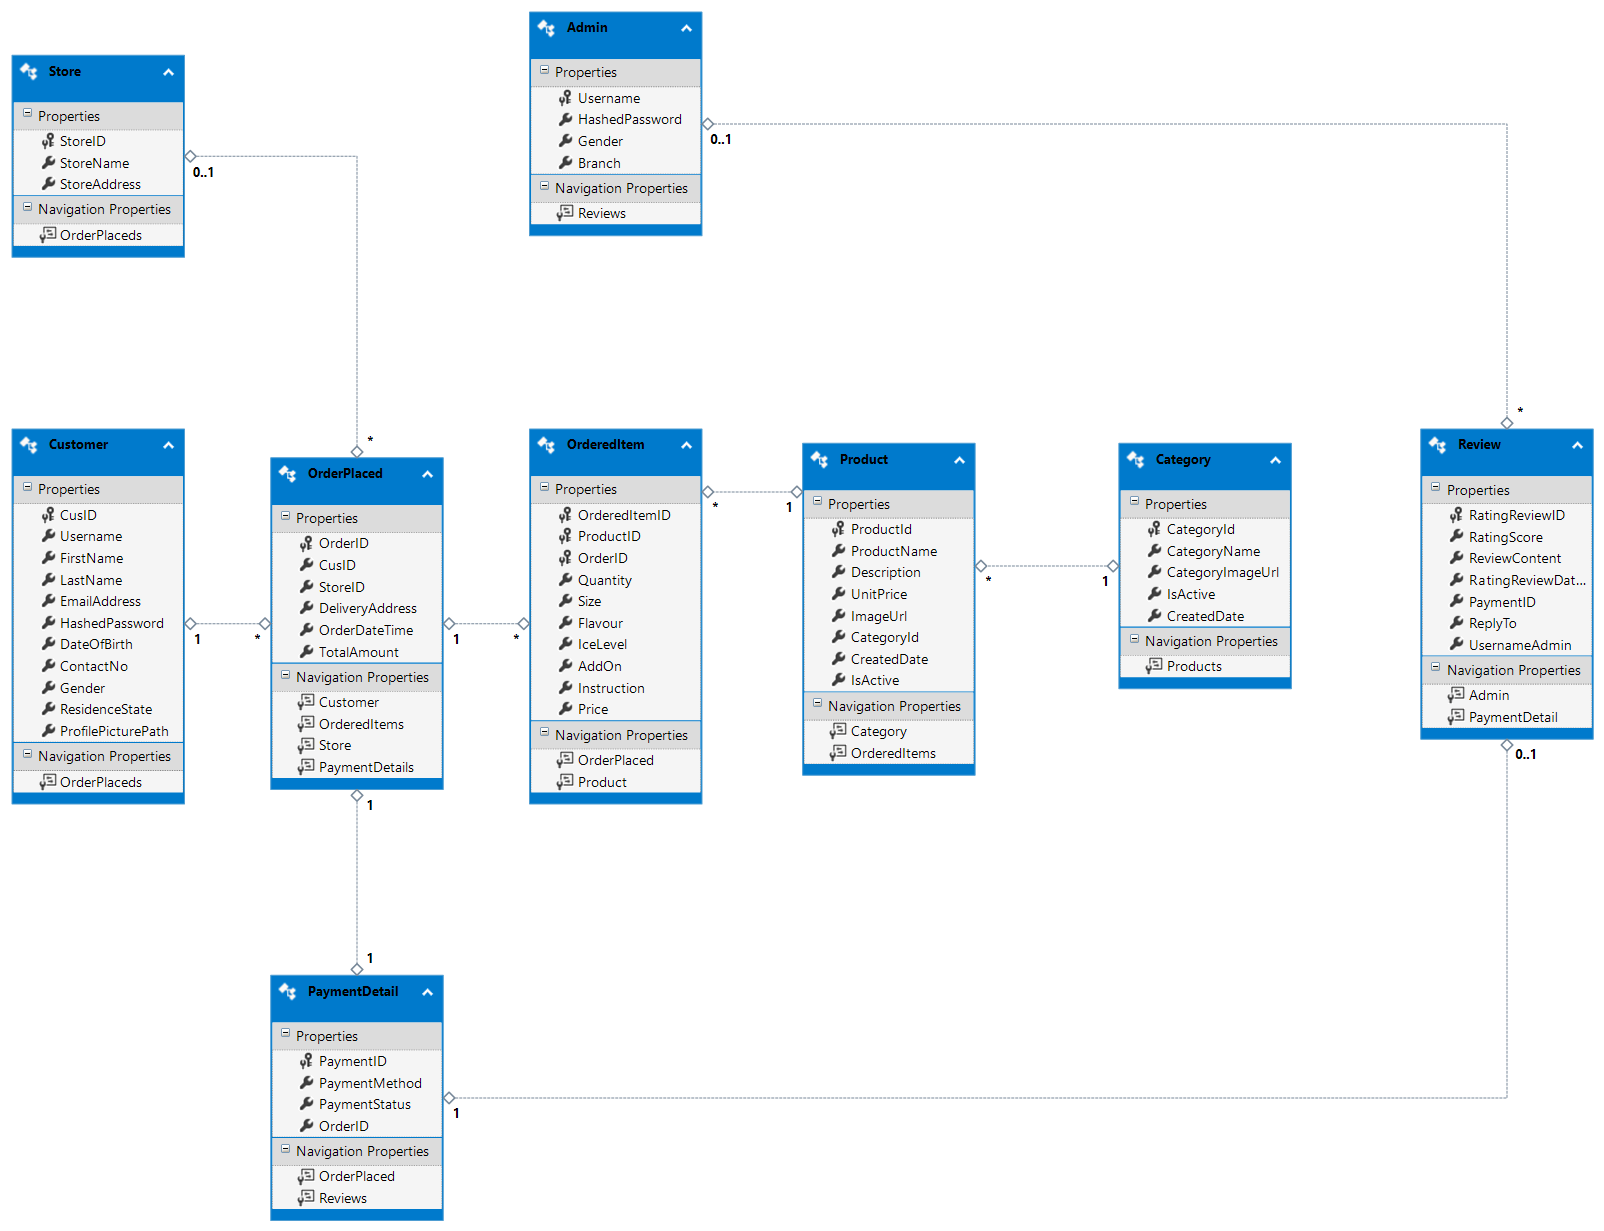 Store
Properties
StoreID
StoreName
StoreAddress
Navigation Properties
OrderPlaceds
0..1
*
Admin
Properties
Username
HashedPassword
Gender
Branch
Navigation Properties
Reviews
0..1
*
Customer
Properties
CusID
Username
FirstName
LastName
EmailAddress
HashedPassword
DateOfBirth
ContactNo
Gender
ResidenceState
ProfilePicturePath
Navigation Properties
OrderPlaceds
1
*
OrderPlaced
Properties
OrderID
CusID
StoreID
DeliveryAddress
OrderDateTime
TotalAmount
Navigation Properties
Customer
OrderedItems
Store
PaymentDetails
1
*
1
1
OrderedItem
Properties
OrderedItemID
ProductID
OrderID
Quantity
Size
Flavour
IceLevel
AddOn
Instruction
Price
Navigation Properties
OrderPlaced
Product
*
1
Product
Properties
ProductId
ProductName
Description
UnitPrice
ImageUrl
CategoryId
CreatedDate
IsActive
Navigation Properties
Category
OrderedItems
*
1
Category
Properties
CategoryId
CategoryName
CategoryImageUrl
IsActive
CreatedDate
Navigation Properties
Products
Review
Properties
RatingReviewID
RatingScore
ReviewContent
RatingReviewDat...
PaymentID
ReplyTo
UsernameAdmin
Navigation Properties
Admin
PaymentDetail
0..1
PaymentDetail
Properties
PaymentID
PaymentMethod
PaymentStatus
OrderID
Navigation Properties
OrderPlaced
Reviews
1